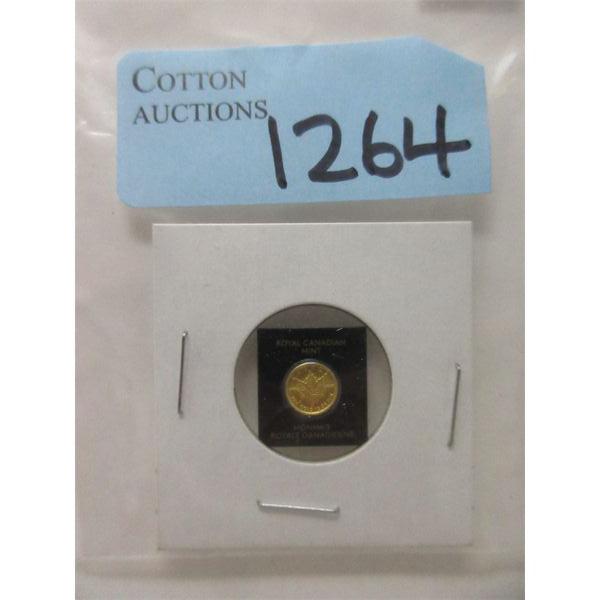 COTTON
AUCTIONS
1264
ROYAL CANADIAN
MINT
MONNAIE
ROYALE CANADIENNE